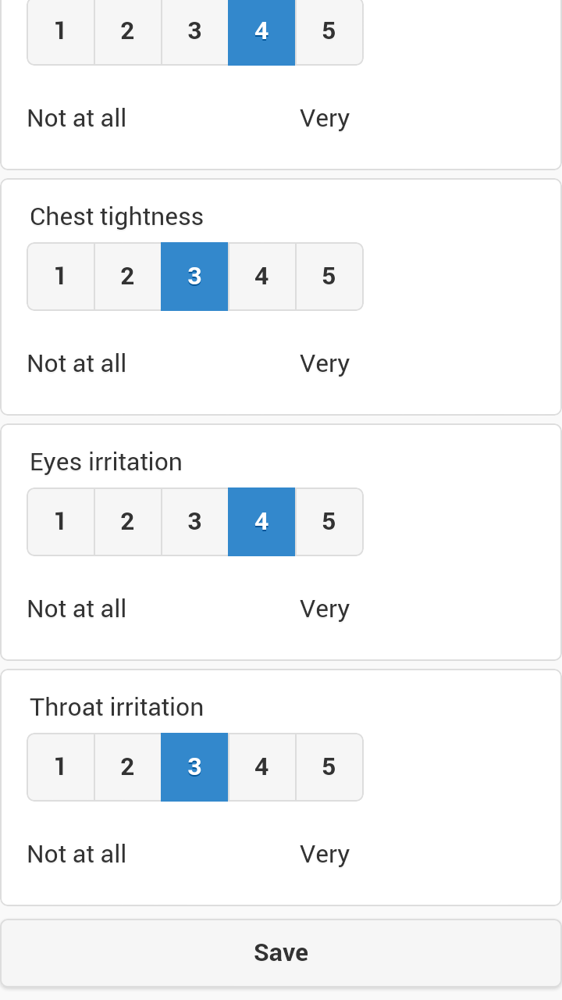 1 2 3 4 5
Not at all Very
Chest tightness
1 2 3 4 5
Not at all Very
Eyes irritation
1 2 3 4 5
Not at all Very
Throat irritation
1 2 3 4 5
Not at all Very
Save